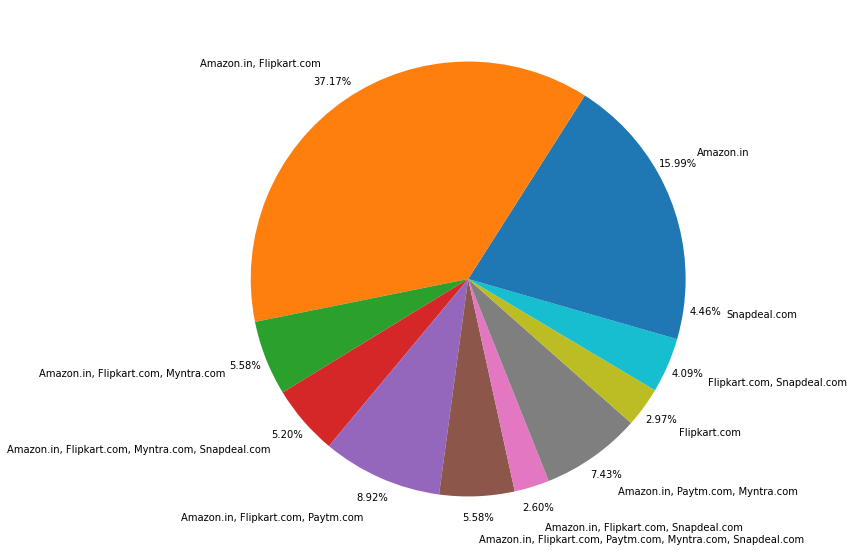 Amazon.in, Flipkart.com
37.17%
Amazon.in
15.99%
4.46%
Snapdeal.com
5.58%
Amazon.in, Flipkart.com, Myntra.com
4.09%
Flipkart.com, Snapdeal.com
2.97%
Flipkart.com
5.20%
Amazon.in, Flipkart.com, Myntra.com, Snapdeal.com
7.43%
Amazon.in, Paytm.com, Myntra.com
8.92%
Amazon.in, Flipkart.com, Paytm.com
2.60%
Amazon.in, Flipkart.com, Snapdeal.com
5.58%
Amazon.in, Flipkart.com, Paytm.com, Myntra.com, Snapdeal.com